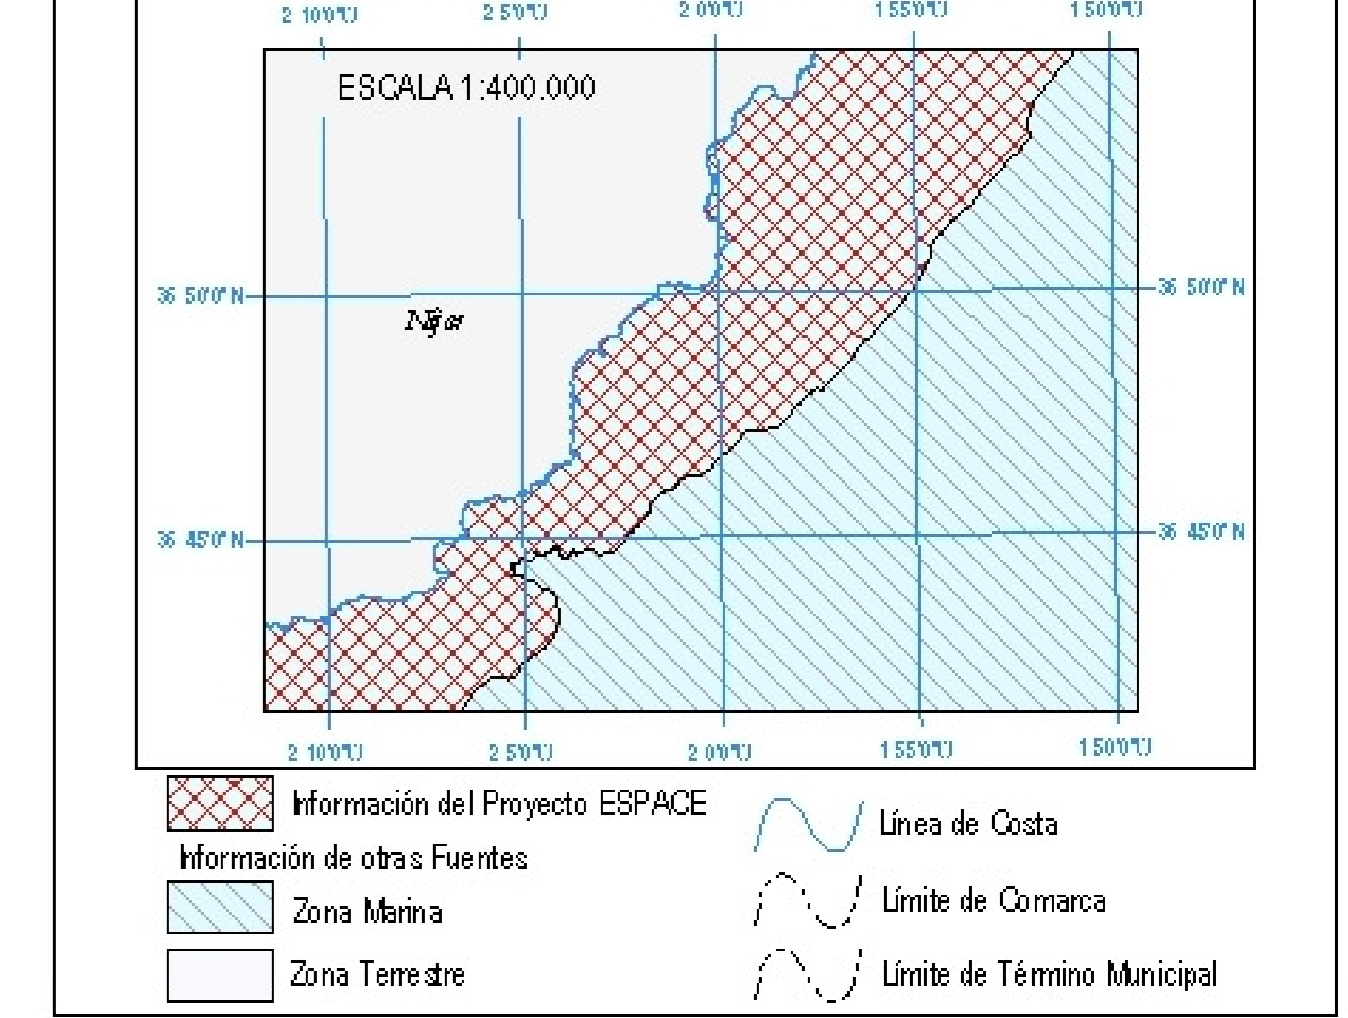 2 10'0"O 2 5'0"O 2 0'0"O 1 55'0"O 1 50'0"O
ESCALA 1:400.000
36 50'0" N 36 50'0" N
Níjar
36 45'0" N 36 45'0" N
2 10'0"O 2 5'0"O 2 0'0"O 1 55'0"O 1 50'0"O
Información del Proyecto ESPACE
Línea de Costa
Información de otras Fuentes
Límite de Comarca
Zona Marina
Zona Terrestre
Límite de Término Municipal